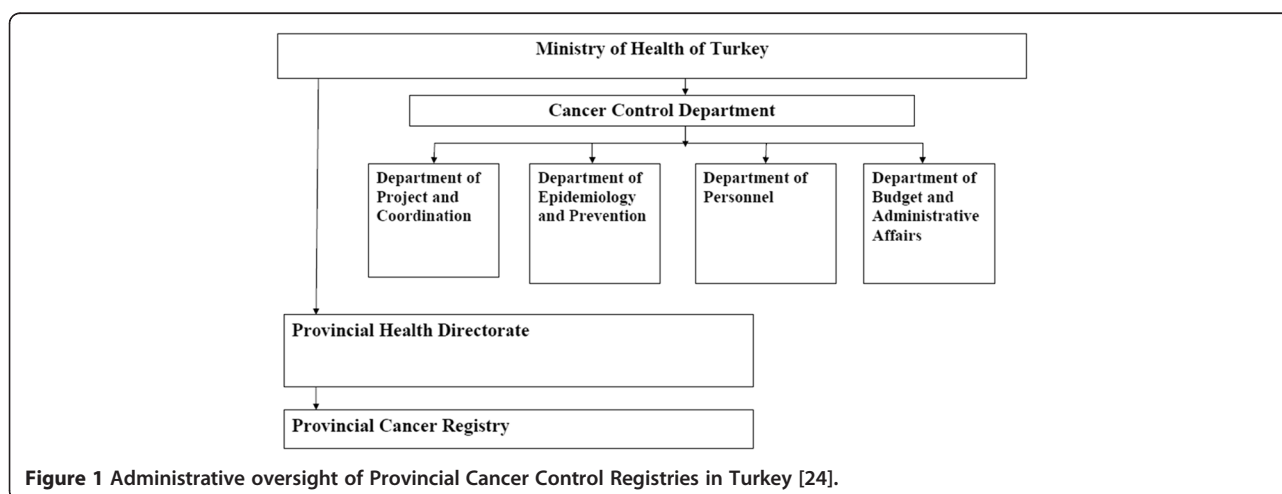 Ministry of Health of Turkey
Cancer Control Department
Department of
Project and
Coordination
Department of
Epidemiology
and Prevention
Department of
Personnel
Department of
Budget and
Administrative
Affairs
Provincial Health Directorate
Provincial Cancer Registry
Figure 1 Administrative oversight of Provincial Cancer Control Registries in Turkey [24].